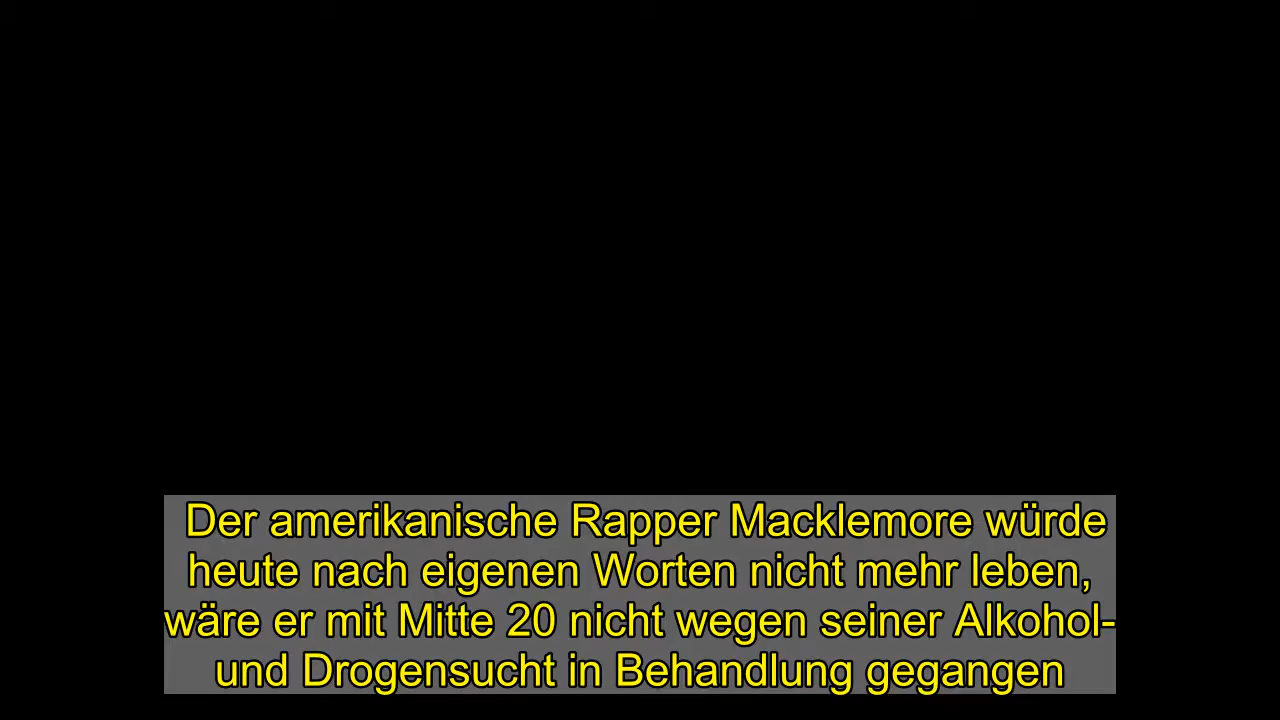 Der amerikanische Rapper Macklemore würde
heute nach eigenen Worten nicht mehr leben,
wäre er mit Mitte 20 nicht wegen seiner Alkohol-
und Drogensucht in Behandlung gegangen